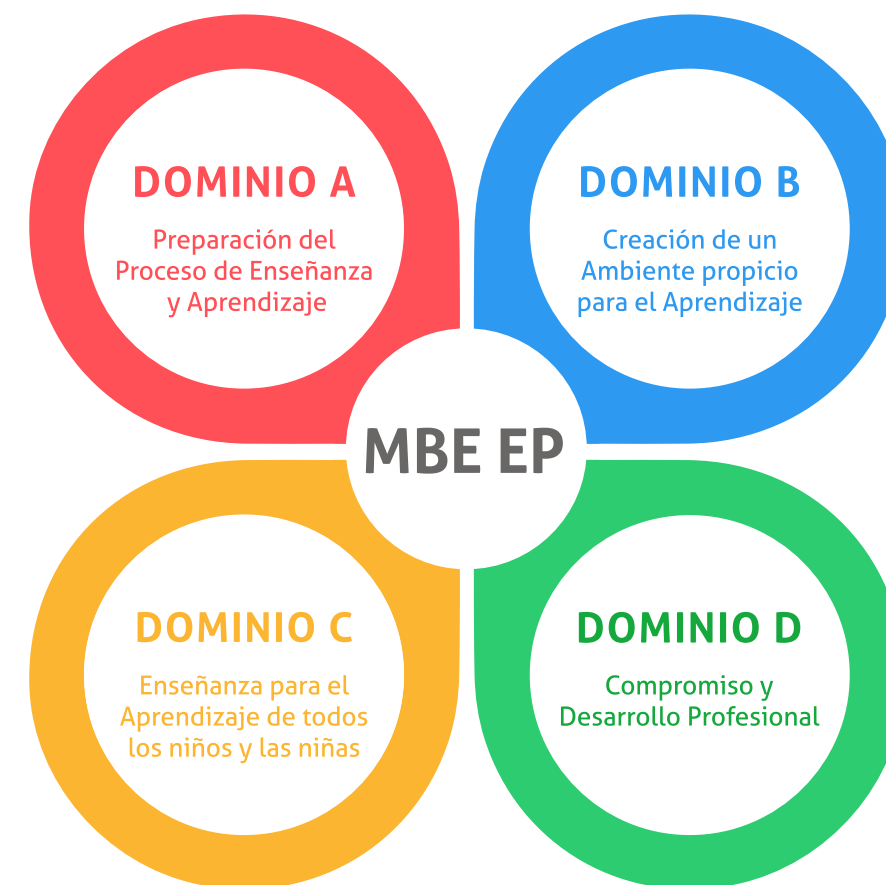 DOMINIO A
Preparación del
Proceso de Enseñanza
y Aprendizaje
DOMINIO B
Creación de un
Ambiente propicio
para el Aprendizaje
MBE EP
DOMINIO C
Enseñanza para el
Aprendizaje de todos
los niños y las niñas
DOMINIO D
Compromiso y
Desarrollo Profesional